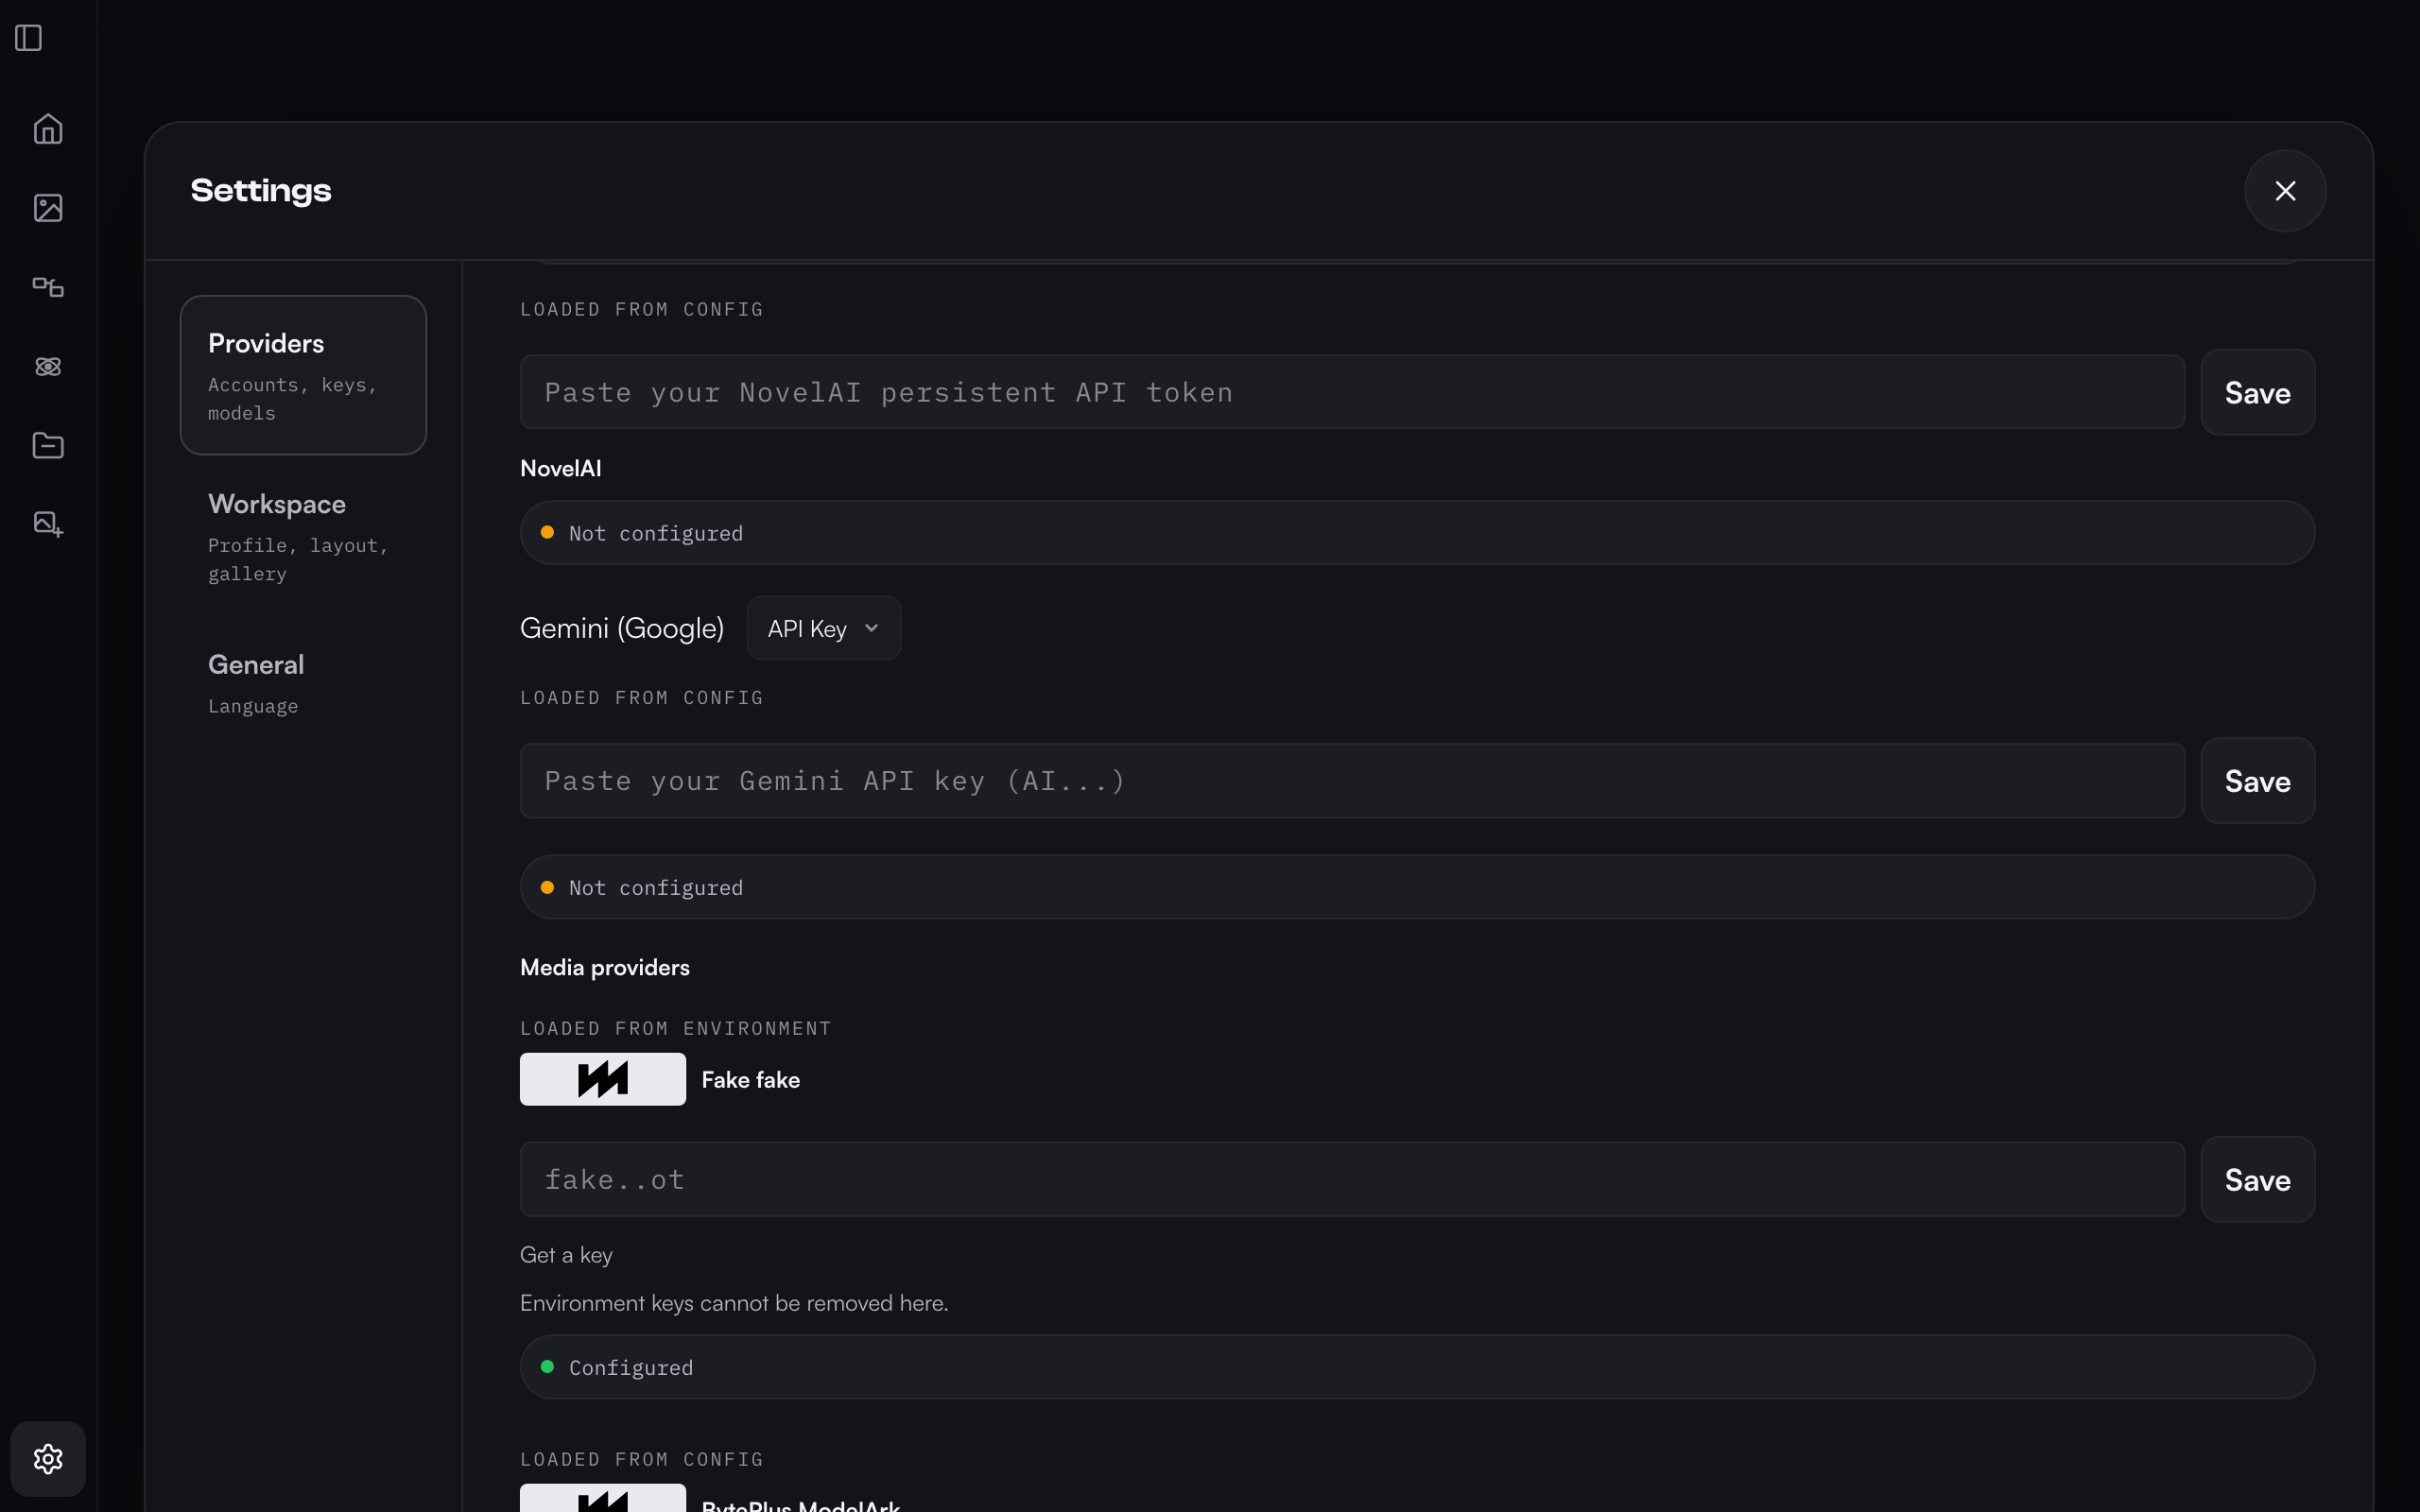 Settings
Providers
Accounts, keys,
models
Workspace
Profile, layout,
gallery
General
Language
LOADED FROM CONFIG
Paste your NovelAI persistent API token
Save
NovelAI
Not configured
Gemini (Google)
API Key
LOADED FROM CONFIG
Paste your Gemini API key (AI...)
Save
Not configured
Media providers
LOADED FROM ENVIRONMENT
Fake fake
fake..ot
Save
Get a key
Environment keys cannot be removed here.
Configured
LOADED FROM CONFIG
BytePlus ModelArk